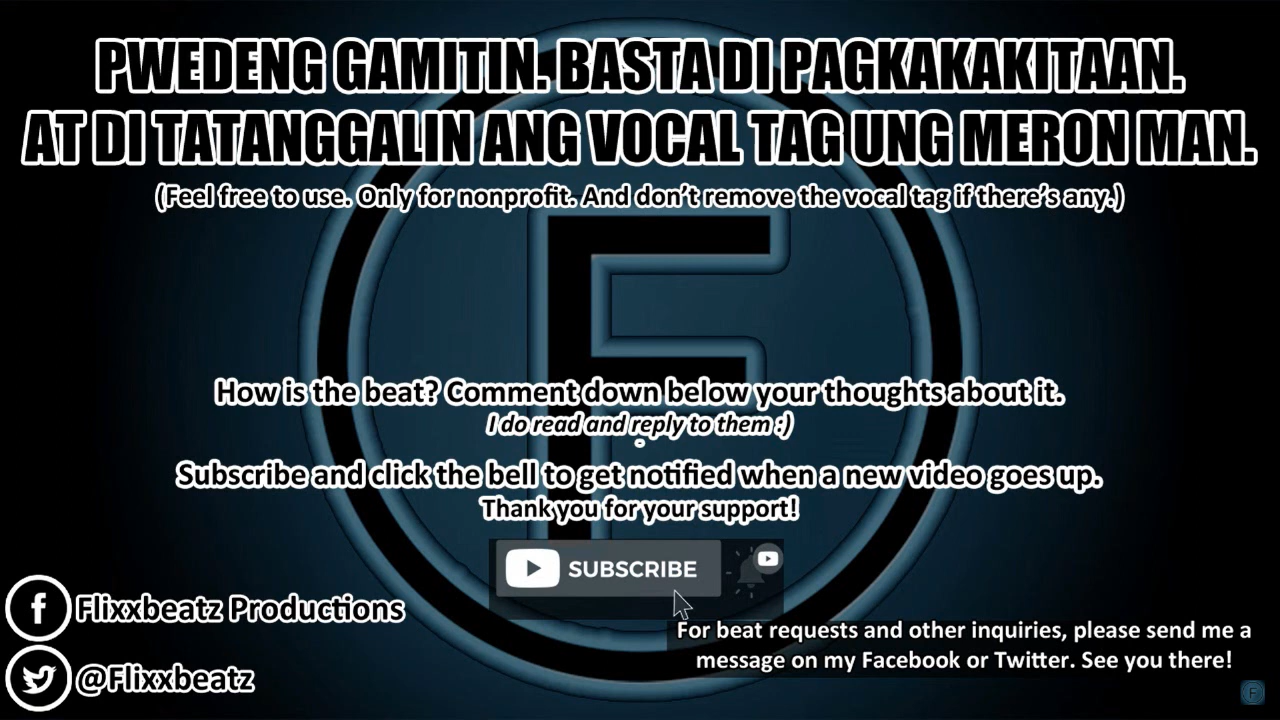 PWEDENG GAMITIN. BASTA DI PAGKAKAKITAAN.
AT DI TATANGGALIN ANG VOCAL TAG UNG MERON MAN.
(Feel free to use. Only for nonprofit. And don't remove the vocal tag if there's any.)
F
How is the beat? Comment down below your thoughts about it.
I do read and reply to them :)
-
Subscribe and click the bell to get notified when a new video goes up.
Thank you for your support!
SUBSCRIBE
Flixxbeatz Productions
@Flixxbeatz
For beat requests and other inquiries, please send me a
message on my Facebook or Twitter. See you there!
F